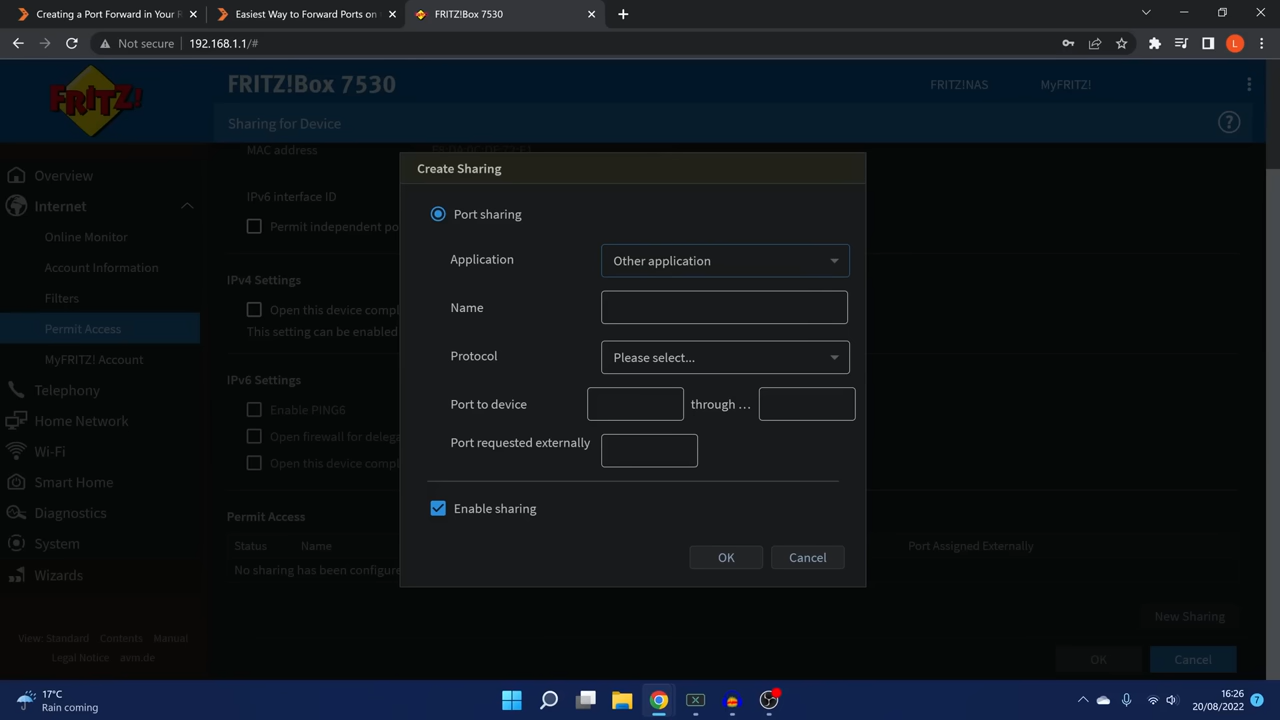 Creating a Port Forward in Your R
Easiest Way to Forward Ports on
FRITZ!Box 7530
Not secure
192.168.1.1/#
L
FRITZ!
FRITZ!Box 7530
FRITZ!NAS
MyFRITZ!
Sharing for Device
?
MAC address
Overview
Internet
Online Monitor
Account Information
Filters
Permit Access
MyFRITZ! Account
Telephony
Home Network
Wi-Fi
Smart Home
Diagnostics
System
Wizards
View: Standard
Contents
Manual
Legal Notice
avm.de
IPv6 interface ID
Permit independent po
IPv4 Settings
Open this device compl
This setting can be enabled
IPv6 Settings
Enable PING6
Open firewall for delega
Open this device compl
Permit Access
Status
Name
Port Assigned Externally
No sharing has been configure
New Sharing
OK
Cancel
Create Sharing
Port sharing
Application
Other application
Name
Protocol
Please select...
Port to device
through ...
Port requested externally
Enable sharing
OK
Cancel
17°C
Rain coming
16:26
20/08/2022
7